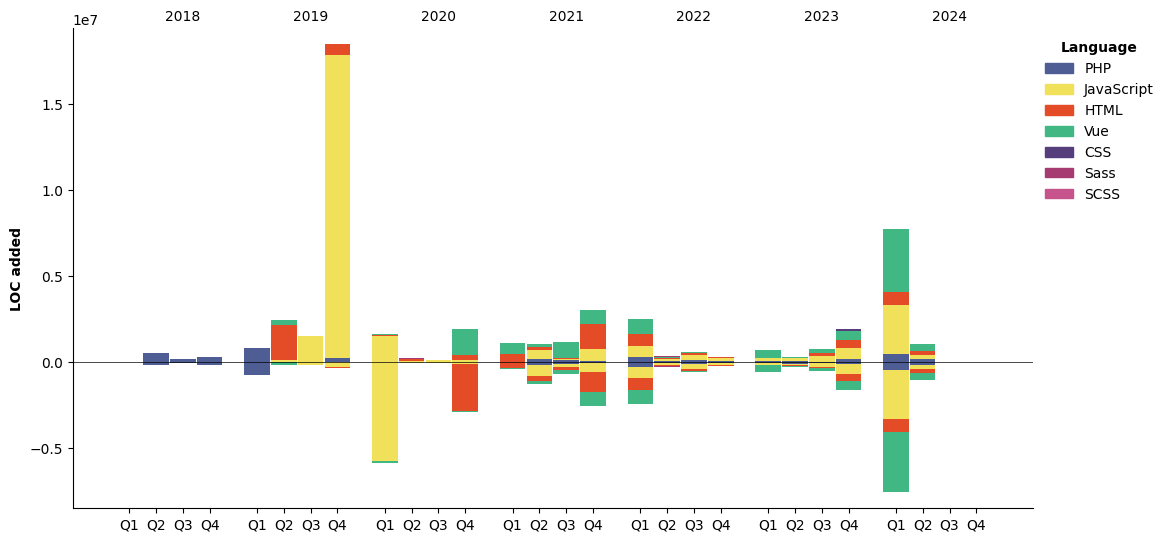 1e7
2018 2019 2020 2021 2022 2023 2024
Language
PHP
JavaScript
HTML
Vue
CSS
Sass
SCSS
LOC added
1.5
1.0
0.5
0.0
−0.5
Q1 Q2 Q3 Q4 Q1 Q2 Q3 Q4 Q1 Q2 Q3 Q4 Q1 Q2 Q3 Q4 Q1 Q2 Q3 Q4 Q1 Q2 Q3 Q4 Q1 Q2 Q3 Q4